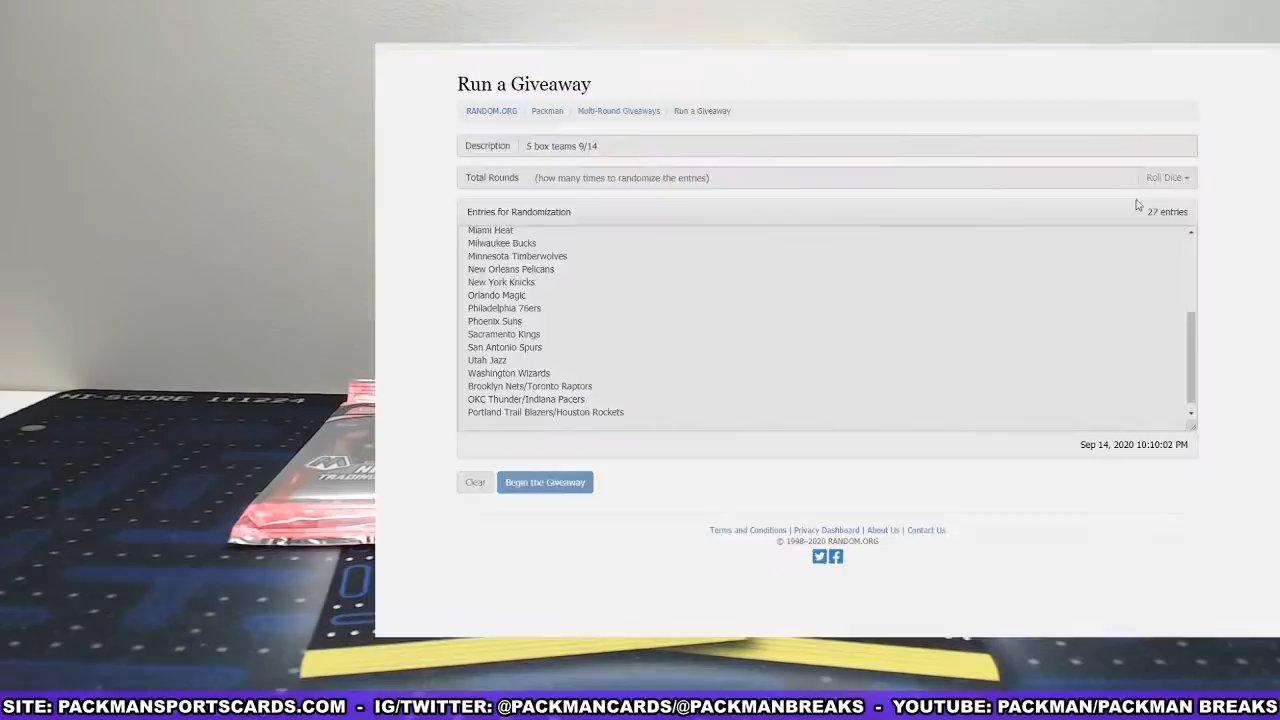 Run a Giveaway
RANDOM.ORG / Packman / Multi-Round Giveaways / Run a Giveaway
Description 5 box teams 9/14
Total Rounds (how many times to randomize the entries) Roll Dice
Entries for Randomization 27 entries
Miami Heat
Milwaukee Bucks
Minnesota Timberwolves
New Orleans Pelicans
New York Knicks
Orlando Magic
Philadelphia 76ers
Phoenix Suns
Sacramento Kings
San Antonio Spurs
Utah Jazz
Washington Wizards
Brooklyn Nets/Toronto Raptors
OKC Thunder/Indiana Pacers
Portland Trail Blazers/Houston Rockets
Sep 14, 2020 10:10:02 PM
Clear Begin the Giveaway
Terms and Conditions | Privacy Dashboard | About Us | Contact Us
© 1998–2020 RANDOM.ORG
HI-SCORE 111224
SITE: PACKMANSPORTSCARDS.COM - IG/TWITTER: @PACKMANCARDS/@PACKMANBREAKS - YOUTUBE: PACKMAN/PACKMAN BREAKS